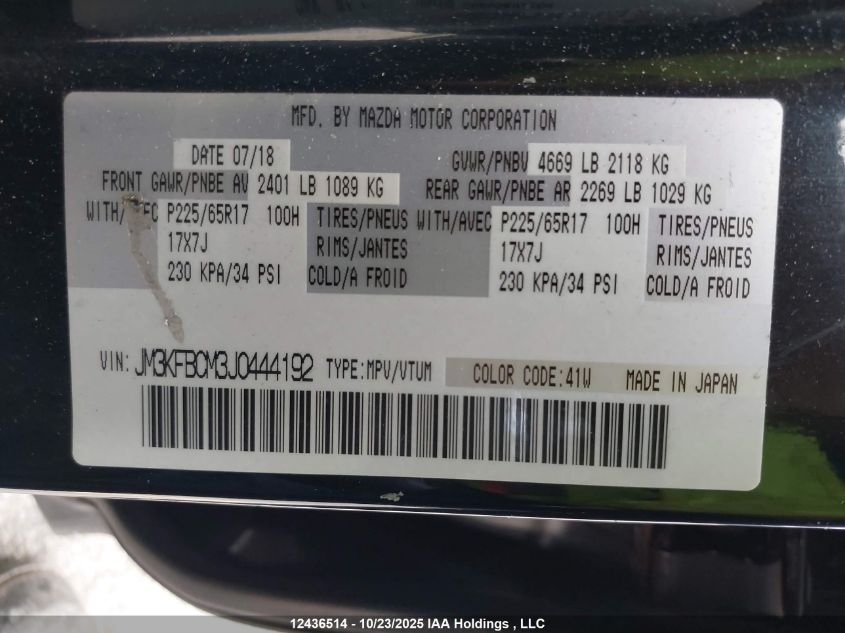 MFD. BY MAZDA MOTOR CORPORATION
DATE 07/18 GVWR/PNBV 4669 LB 2118 KG
FRONT GAWR/PNBE AV 2401 LB 1089 KG REAR GAWR/PNBE AR 2269 LB 1029 KG
WITH/AVEC P225/65R17 100H TIRES/PNEUS WITH/AVEC P225/65R17 100H TIRES/PNEUS
17X7J RIMS/JANTES 17X7J RIMS/JANTES
230 KPA/34 PSI COLD/A FROID 230 KPA/34 PSI COLD/A FROID
VIN: JM3KFBCM3J0444192 TYPE:MPV/VTUM COLOR CODE:41W MADE IN JAPAN
12436514 - 10/23/2025 IAA Holdings , LLC